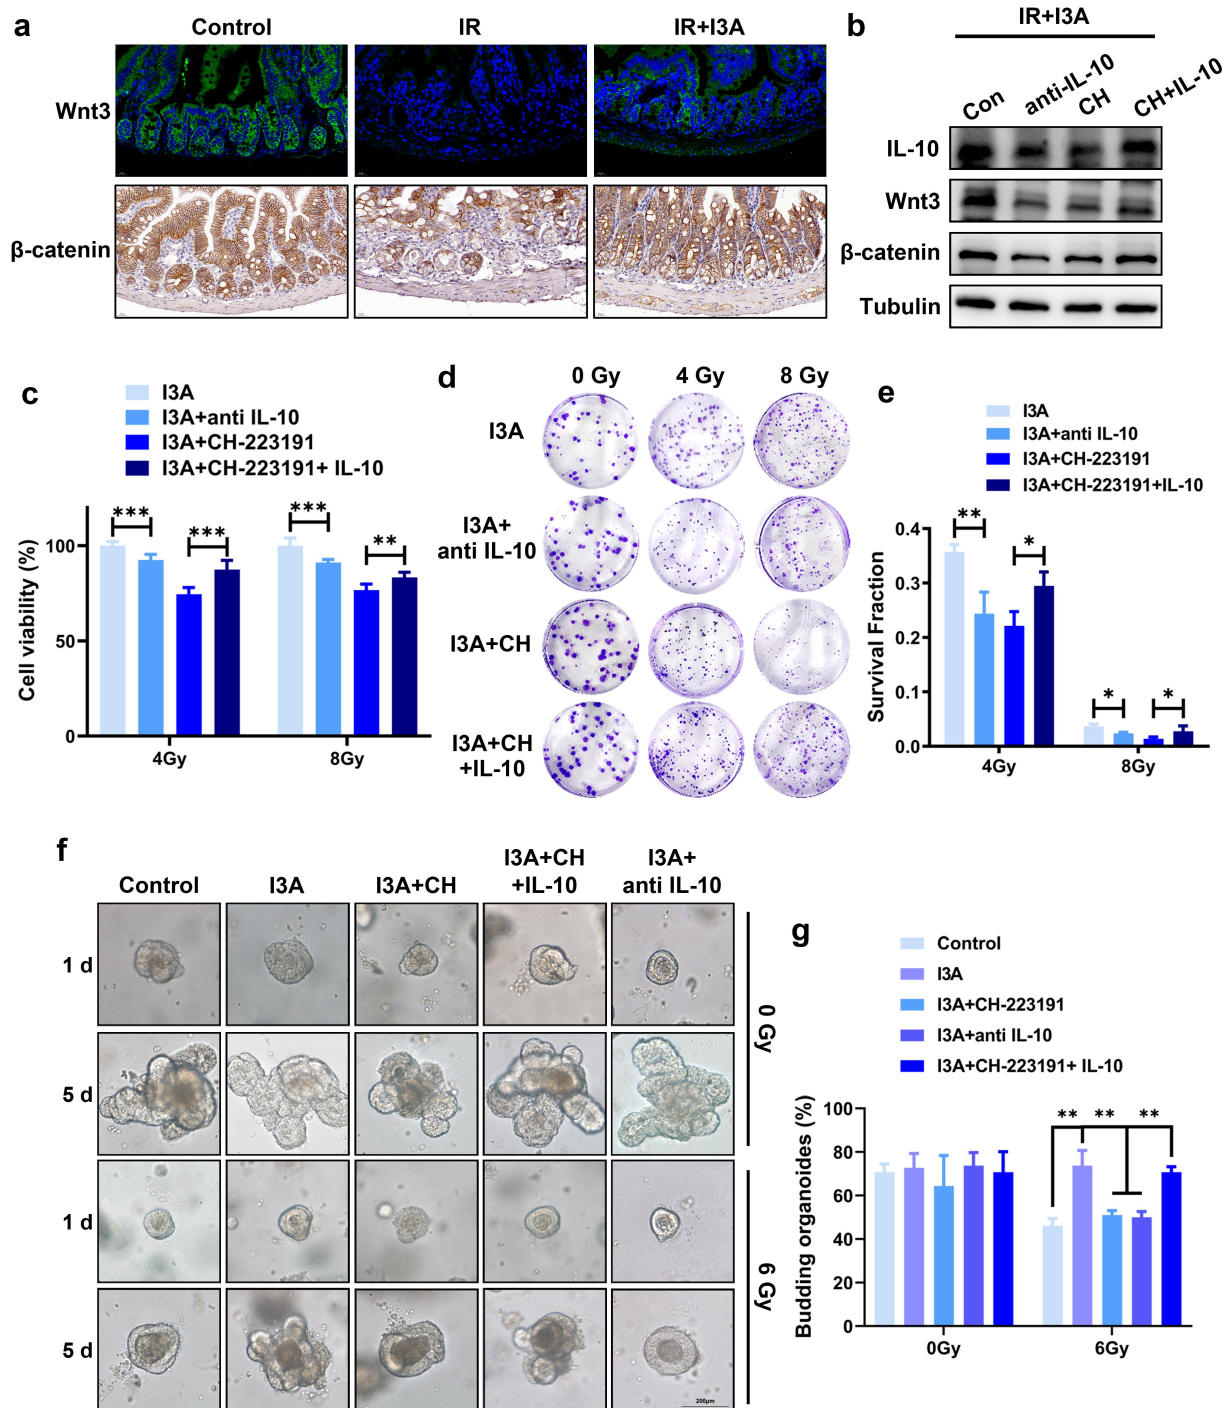 a
Control
IR
IR+I3A
Wnt3
β-catenin
b
IR+I3A
Con
anti-IL-10
CH
CH+IL-10
IL-10
Wnt3
β-catenin
Tubulin
c
I3A
I3A+anti IL-10
I3A+CH-223191
I3A+CH-223191+ IL-10
Cell viability (%)
100
50
0
***
***
***
**
4Gy
8Gy
d
0 Gy
4 Gy
8 Gy
I3A
I3A+
anti IL-10
I3A+CH
I3A+CH
+IL-10
e
I3A
I3A+anti IL-10
I3A+CH-223191
I3A+CH-223191+IL-10
Survival Fraction
0.4
0.3
0.2
0.1
0.0
**
*
*
*
4Gy
8Gy
f
Control
I3A
I3A+CH
I3A+CH
+IL-10
I3A+
anti IL-10
1 d
5 d
1 d
5 d
0 Gy
6 Gy
200μm
g
Control
I3A
I3A+CH-223191
I3A+anti IL-10
I3A+CH-223191+ IL-10
Budding organoides (%)
100
80
60
40
20
0
**
**
**
0Gy
6Gy